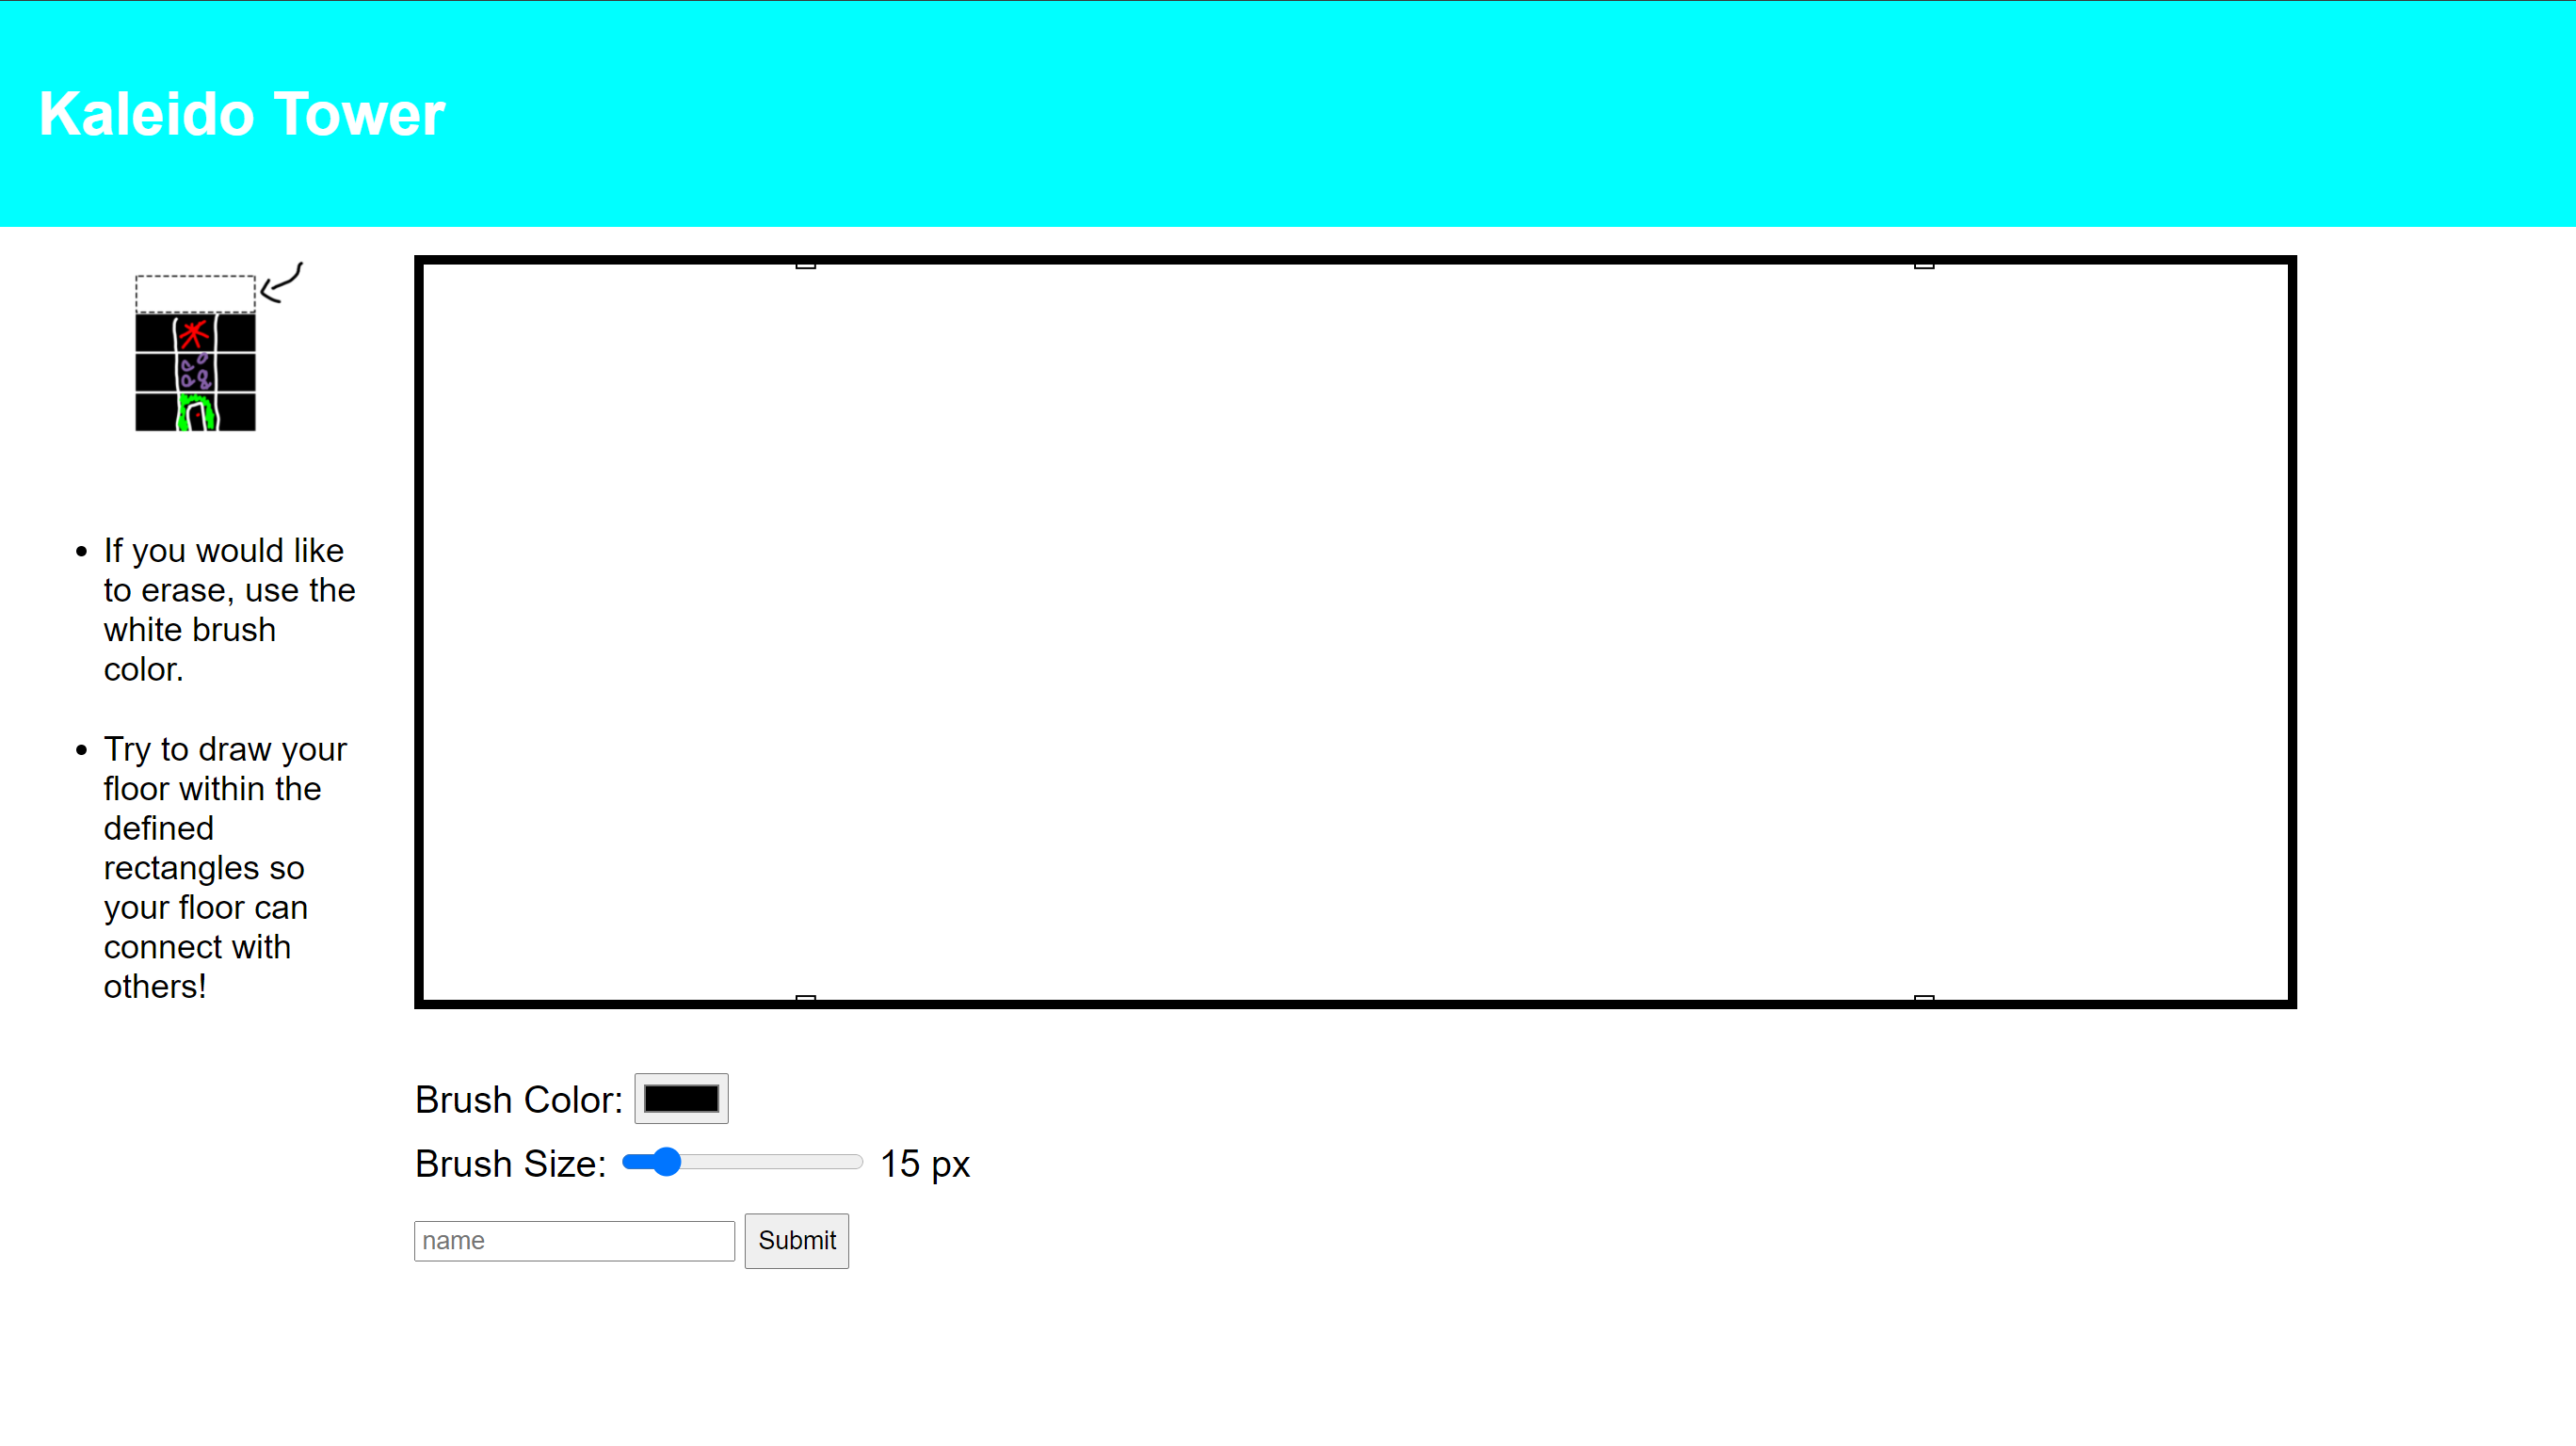 Kaleido Tower
If you would like
to erase, use the
white brush
color.
Try to draw your
floor within the
defined
rectangles so
your floor can
connect with
others!
Brush Color:
Brush Size: 15 px
name Submit